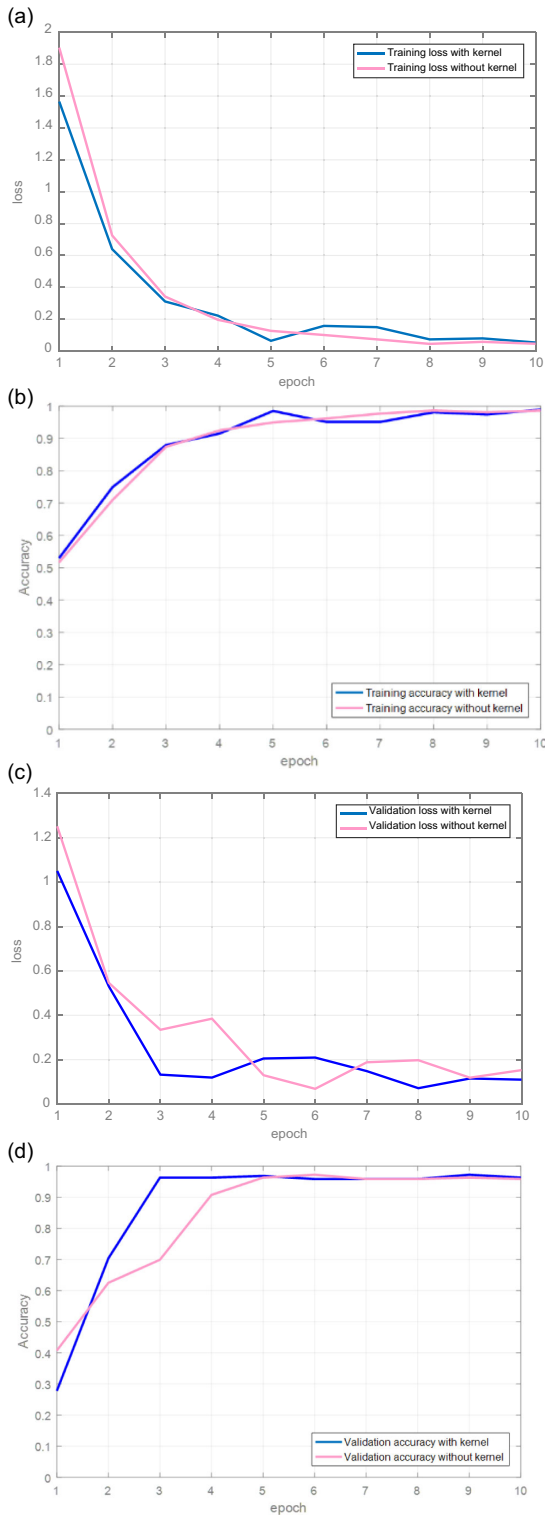 (a)
2
1.8
1.6
1.4
1.2
1
0.8
0.6
0.4
0.2
0
loss
Training loss with kernel
Training loss without kernel
1 2 3 4 5 6 7 8 9 10
epoch
(b)
1
0.9
0.8
0.7
0.6
0.5
0.4
0.3
0.2
0.1
0
Accuracy
Training accuracy with kernel
Training accuracy without kernel
1 2 3 4 5 6 7 8 9 10
epoch
(c)
1.4
1.2
1
0.8
0.6
0.4
0.2
0
loss
Validation loss with kernel
Validation loss without kernel
1 2 3 4 5 6 7 8 9 10
epoch
(d)
1
0.9
0.8
0.7
0.6
0.5
0.4
0.3
0.2
0.1
0
Accuracy
Validation accuracy with kernel
Validation accuracy without kernel
1 2 3 4 5 6 7 8 9 10
epoch